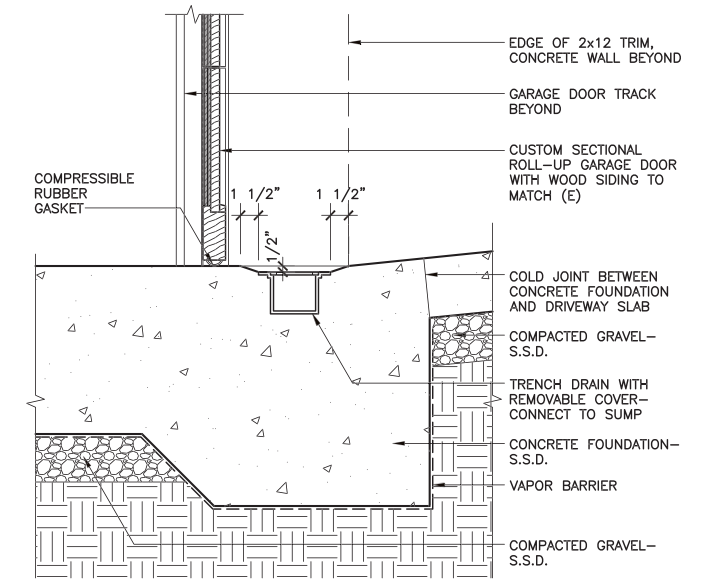 EDGE OF 2x12 TRIM,
CONCRETE WALL BEYOND
GARAGE DOOR TRACK
BEYOND
CUSTOM SECTIONAL
ROLL-UP GARAGE DOOR
WITH WOOD SIDING TO
MATCH (E)
COMPRESSIBLE
RUBBER
GASKET
1 1/2" 1 1/2"
1/2"
COLD JOINT BETWEEN
CONCRETE FOUNDATION
AND DRIVEWAY SLAB
COMPACTED GRAVEL-
S.S.D.
TRENCH DRAIN WITH
REMOVABLE COVER-
CONNECT TO SUMP
CONCRETE FOUNDATION-
S.S.D.
VAPOR BARRIER
COMPACTED GRAVEL-
S.S.D.